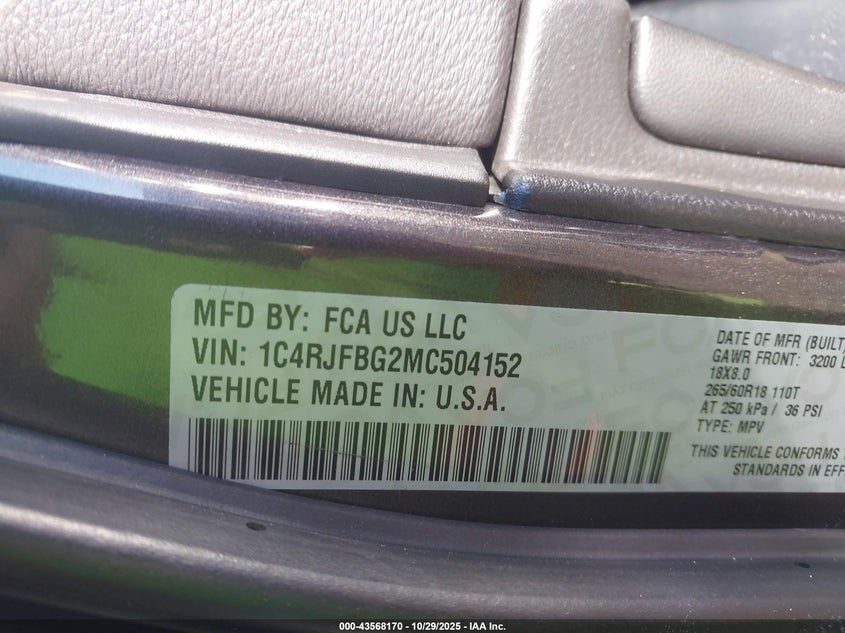 MFD BY: FCA US LLC
VIN: 1C4RJFBG2MC504152
VEHICLE MADE IN: U.S.A.
DATE OF MFR (BUILT)
GAWR FRONT: 3200 L
18X8.0
265/60R18 110T
AT 250 kPa / 36 PSI
TYPE: MPV
THIS VEHICLE CONFORMS
STANDARDS IN EFF
000-43568170 - 10/29/2025 - IAA Inc.